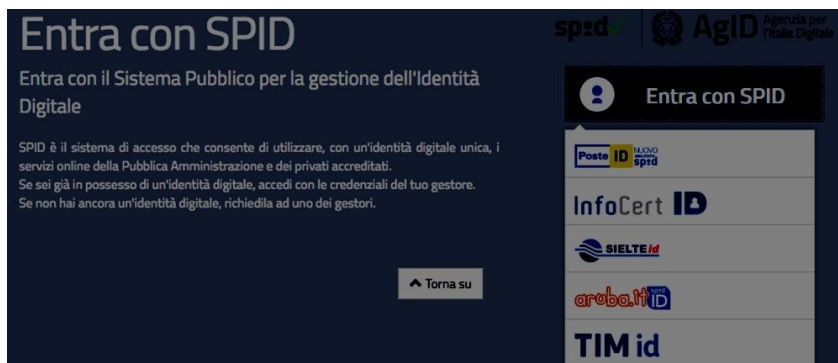 Entra con SPID
Entra con il Sistema Pubblico per la gestione dell'Identità
Digitale
SPID è il sistema di accesso che consente di utilizzare, con un'identità digitale unica, i
servizi online della Pubblica Amministrazione e dei privati accreditati.
Se sei già in possesso di un'identità digitale, accedi con le credenziali del tuo gestore.
Se non hai ancora un'identità digitale, richiedila ad uno dei gestori.
Torna su
sp:d
AgID Agenzia per
l'Italia Digitale
Entra con SPID
Poste ID NUOVO
sp:d
InfoCert ID
SIELTE id
aruba.it sp:d ID
TIM id